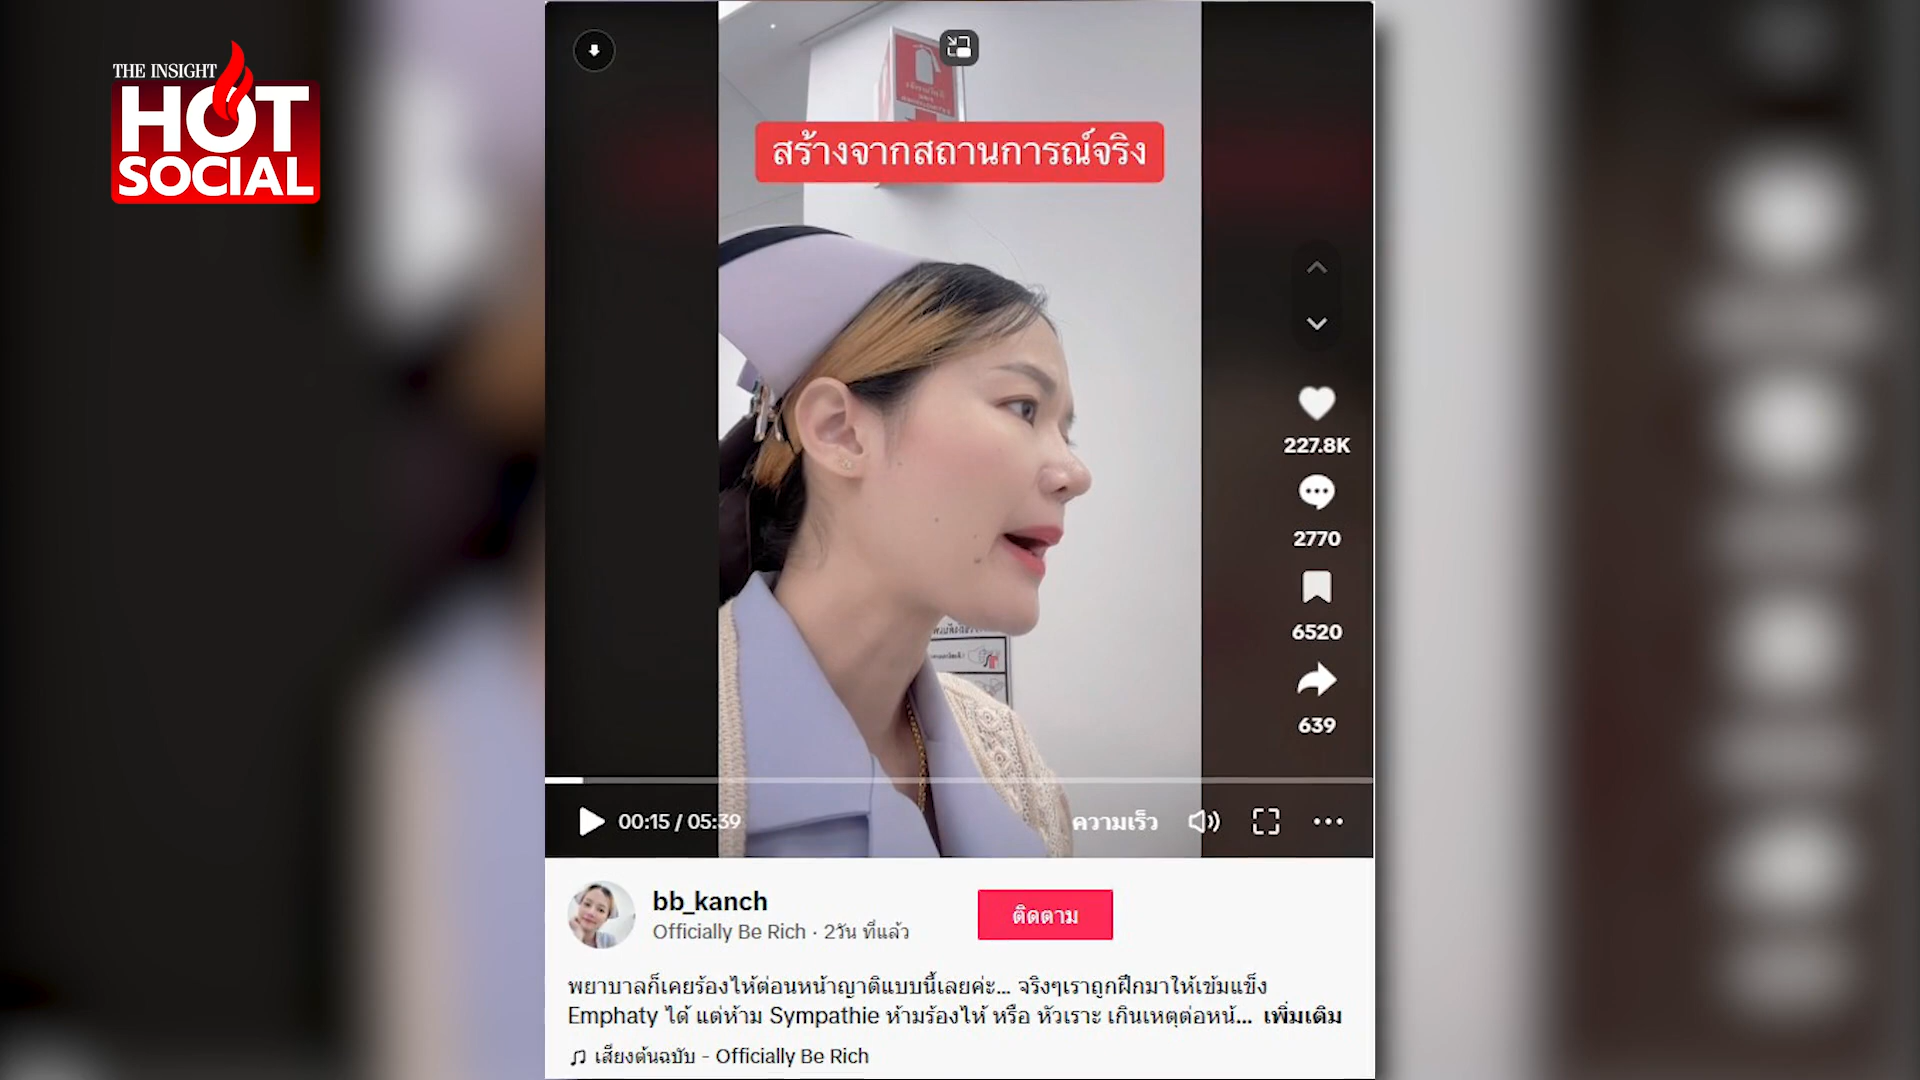 THE INSIGHT
HOT
SOCIAL
สร้างจากสถานการณ์จริง
227.8K
2770
6520
639
00:15 / 05:39
ความเร็ว
bb_kanch
Officially Be Rich · 2วัน ที่แล้ว
ติดตาม
พยาบาลก็เคยร้องไห้ต่อนหน้าญาติแบบนี้เลยค่ะ... จริงๆเราถูกฝึกมาให้เข้มแข็ง
Emphaty ได้ แต่ห้าม Sympathie ห้ามร้องไห้ หรือ หัวเราะ เกินเหตุต่อหน้... เพิ่มเติม
เสียงต้นฉบับ - Officially Be Rich